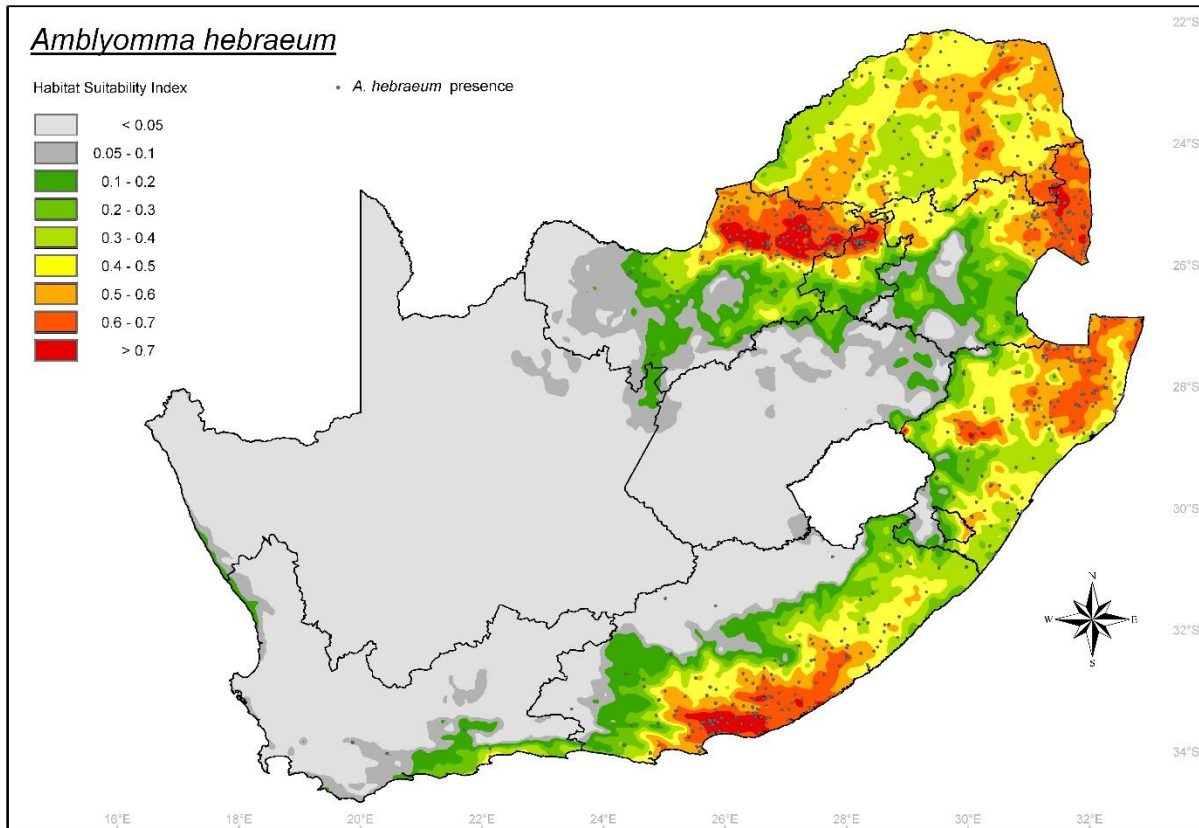 Amblyomma hebraeum
Habitat Suitability Index
• A. hebraeum presence
< 0.05
0.05 - 0.1
0.1 - 0.2
0.2 - 0.3
0.3 - 0.4
0.4 - 0.5
0.5 - 0.6
0.6 - 0.7
> 0.7
22°S
24°S
26°S
28°S
30°S
32°S
34°S
N
W
E
S
16°E
18°E
20°E
22°E
24°E
26°E
28°E
30°E
32°E